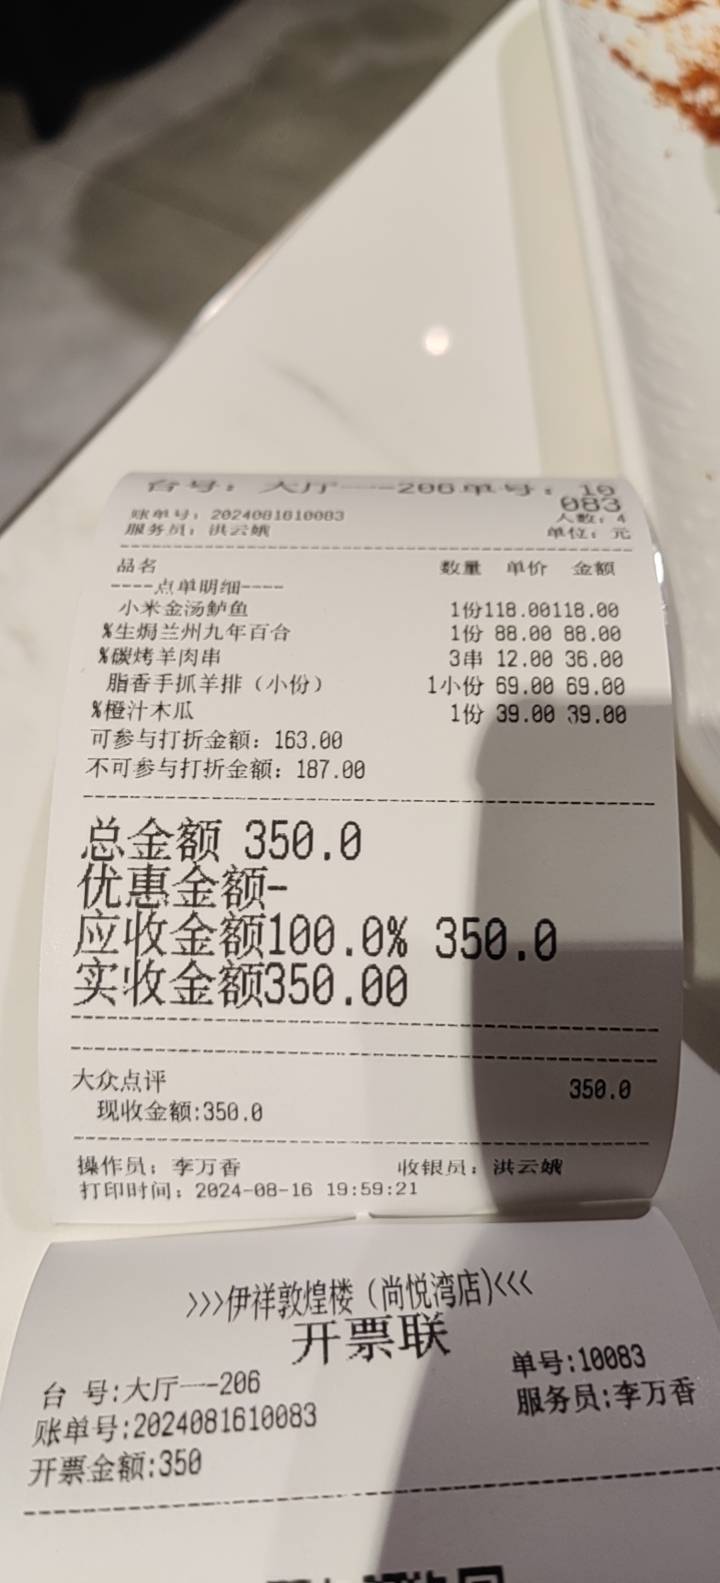 台号：大厅一-206单号：10
083
账单号：2024081610083 人数：4
服务员：洪云娥 单位：元
品名 数量 单价 金额
----点单明细----
小米金汤鲈鱼 1份118.00118.00
%生焗兰州九年百合 1份 88.00 88.00
%碳烤羊肉串 3串 12.00 36.00
脂香手抓羊排（小份） 1小份 69.00 69.00
%橙汁木瓜 1份 39.00 39.00
可参与打折金额：163.00
不可参与打折金额：187.00
总金额 350.0
优惠金额-
应收金额100.0% 350.0
实收金额350.00
大众点评 350.0
现收金额:350.0
操作员：李万香 收银员：洪云娥
打印时间：2024-08-16 19:59:21
>>>伊祥敦煌楼（尚悦湾店)<<<
开票联
台 号:大厅一-206 单号:10083
账单号:2024081610083 服务员:李万香
开票金额:350